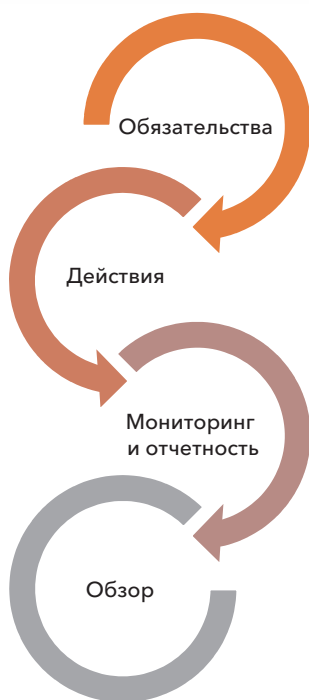 Обязательства
Действия
Мониторинг
и отчетность
Обзор